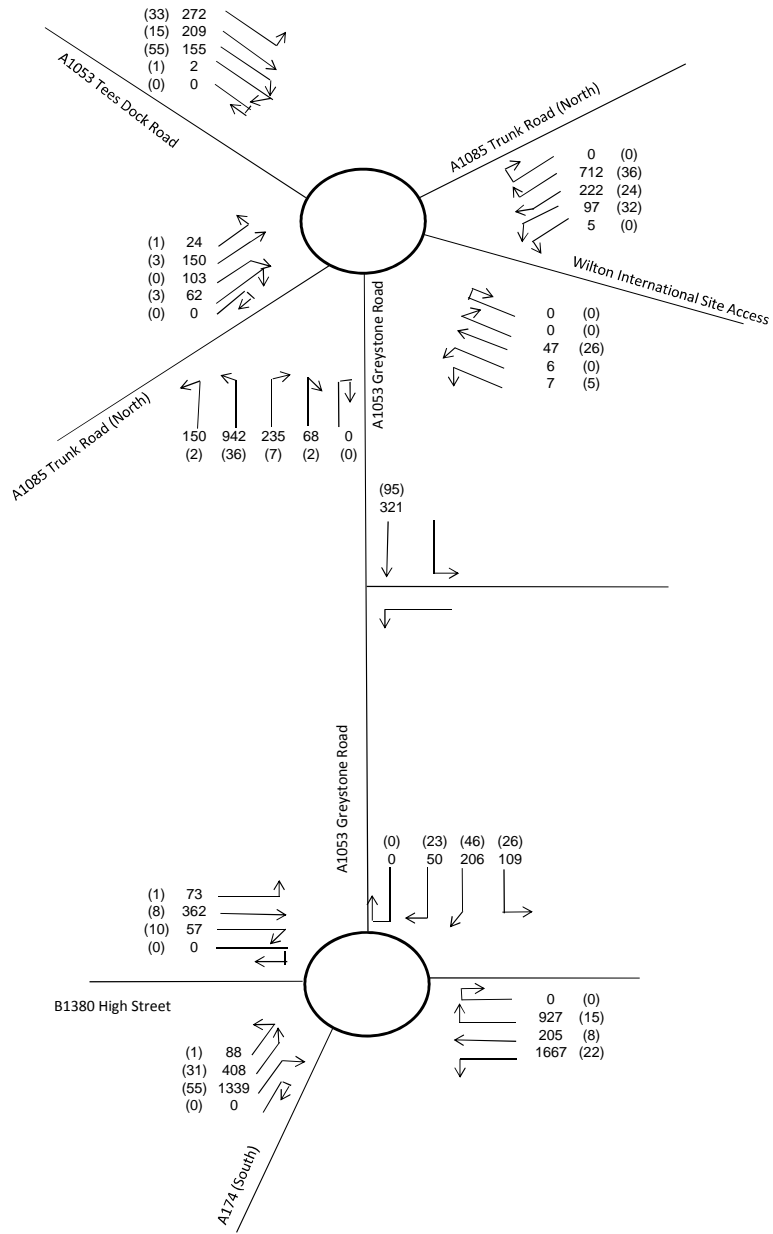 (33) 272
(15) 209
(55) 155
(1) 2
(0) 0
A1053 Tees Dock Road
A1085 Trunk Road (North)
0 (0)
712 (36)
222 (24)
97 (32)
5 (0)
(1) 24
(3) 150
(0) 103
(3) 62
(0) 0
Wilton International Site Access
0 (0)
0 (0)
47 (26)
6 (0)
7 (5)
A1085 Trunk Road (North)
A1053 Greystone Road
150 942 235 68 0
(2) (36) (7) (2) (0)
(95)
321
A1053 Greystone Road
(0) (23) (46) (26)
0 50 206 109
(1) 73
(8) 362
(10) 57
(0) 0
B1380 High Street
0 (0)
927 (15)
205 (8)
1667 (22)
(1) 88
(31) 408
(55) 1339
(0) 0
A174 (South)